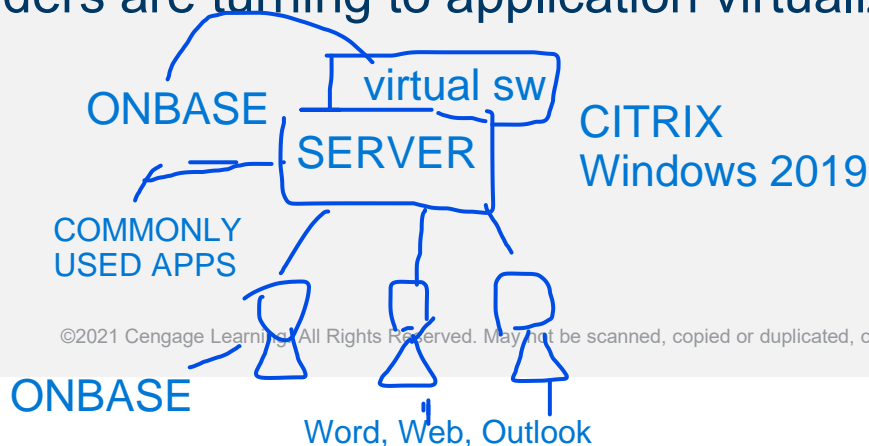 ders are turning to application virtualiz
virtual sw
ONBASE
CITRIX
SERVER
Windows 2019
COMMONLY
USED APPS
©2021 Cengage Learning. All Rights Reserved. May not be scanned, copied or duplicated, o
ONBASE
Word, Web, Outlook